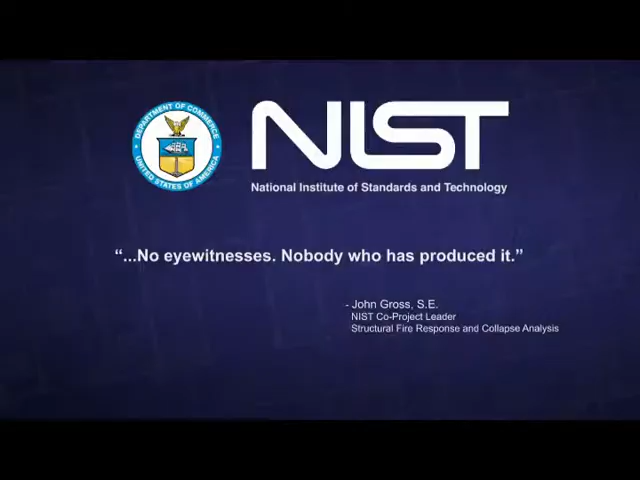 DEPARTMENT OF COMMERCE
UNITED STATES OF AMERICA
NIST
National Institute of Standards and Technology
“...No eyewitnesses. Nobody who has produced it.”
- John Gross, S.E.
NIST Co-Project Leader
Structural Fire Response and Collapse Analysis